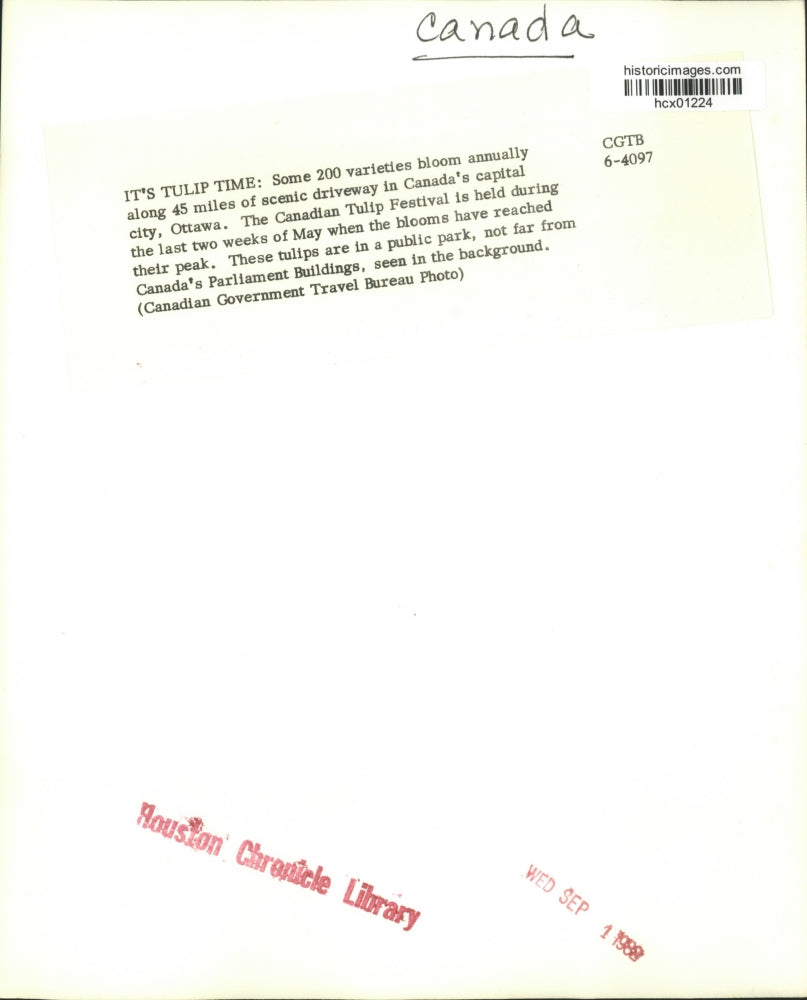 Canada
historicimages.com
hcx01224
CGTB
6-4097
IT'S TULIP TIME: Some 200 varieties bloom annually
along 45 miles of scenic driveway in Canada's capital
city, Ottawa. The Canadian Tulip Festival is held during
the last two weeks of May when the blooms have reached
their peak. These tulips are in a public park, not far from
Canada's Parliament Buildings, seen in the background.
(Canadian Government Travel Bureau Photo)
Houston Chronicle Library
WED SEP 1